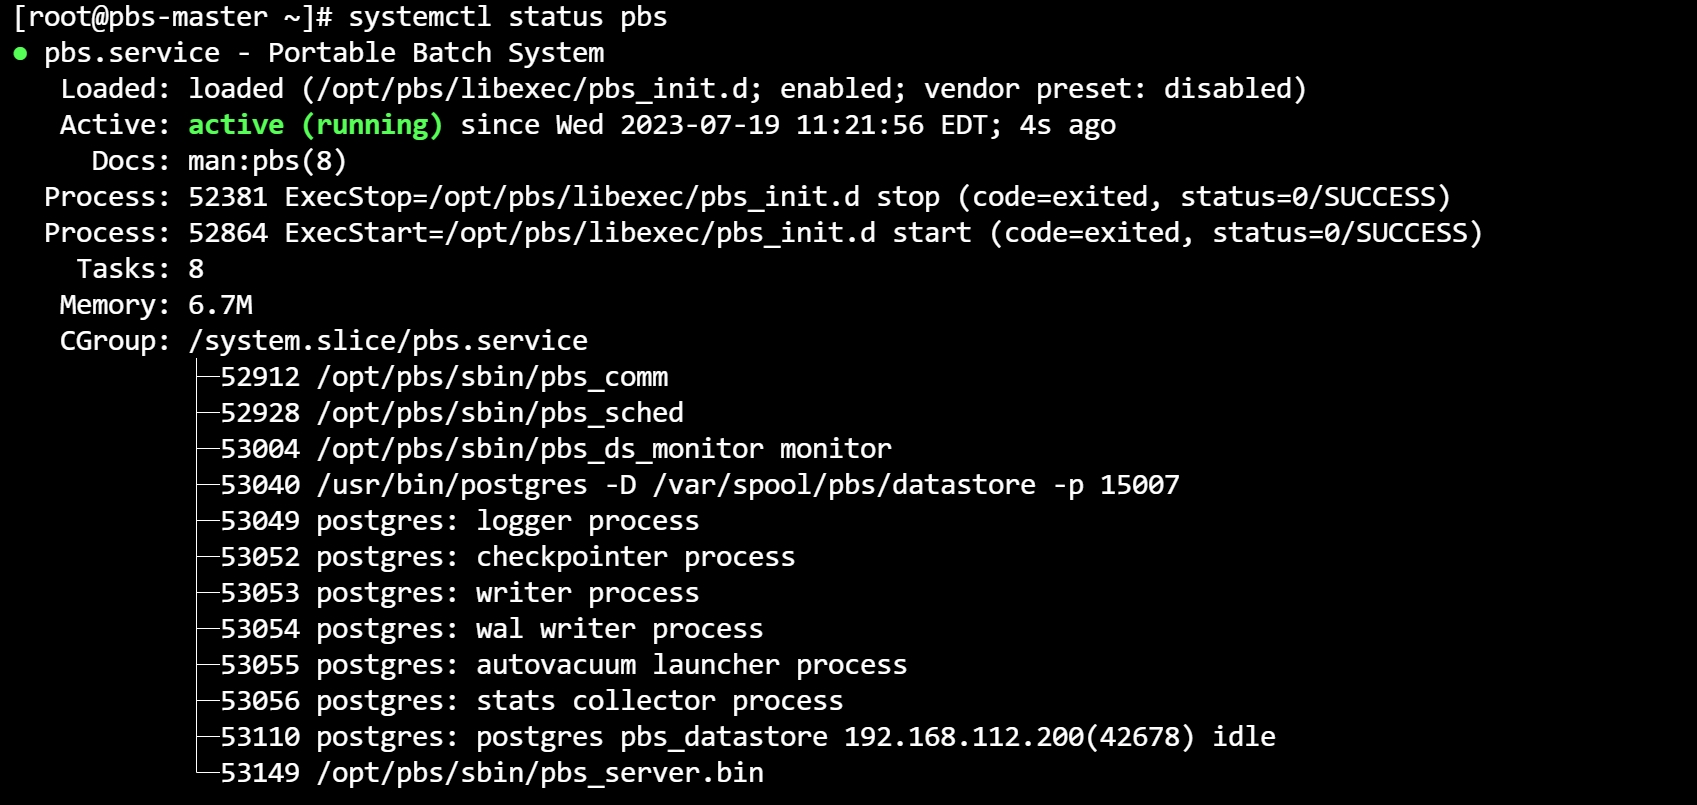 [root@pbs-master ~]# systemctl status pbs
● pbs.service - Portable Batch System
   Loaded: loaded (/opt/pbs/libexec/pbs_init.d; enabled; vendor preset: disabled)
   Active: active (running) since Wed 2023-07-19 11:21:56 EDT; 4s ago
     Docs: man:pbs(8)
  Process: 52381 ExecStop=/opt/pbs/libexec/pbs_init.d stop (code=exited, status=0/SUCCESS)
  Process: 52864 ExecStart=/opt/pbs/libexec/pbs_init.d start (code=exited, status=0/SUCCESS)
    Tasks: 8
   Memory: 6.7M
   CGroup: /system.slice/pbs.service
           ├─52912 /opt/pbs/sbin/pbs_comm
           ├─52928 /opt/pbs/sbin/pbs_sched
           ├─53004 /opt/pbs/sbin/pbs_ds_monitor monitor
           ├─53040 /usr/bin/postgres -D /var/spool/pbs/datastore -p 15007
           ├─53049 postgres: logger process
           ├─53052 postgres: checkpointer process
           ├─53053 postgres: writer process
           ├─53054 postgres: wal writer process
           ├─53055 postgres: autovacuum launcher process
           ├─53056 postgres: stats collector process
           ├─53110 postgres: postgres pbs_datastore 192.168.112.200(42678) idle
           └─53149 /opt/pbs/sbin/pbs_server.bin